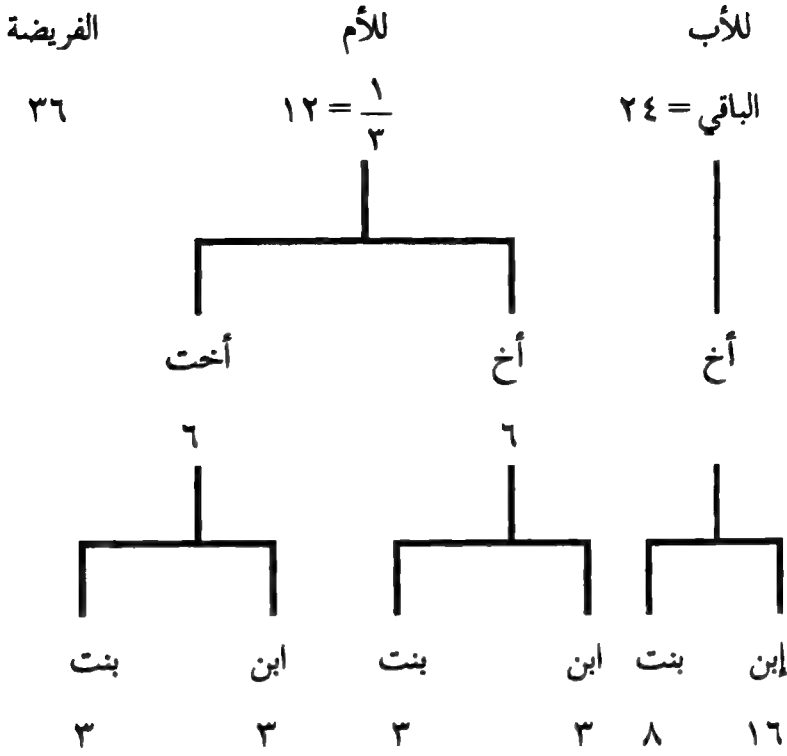 للأب للأم الفريضة
الباقي = ٢٤ ١/٣ = ١٢ ٣٦
أخ أخ أخت
٦ ٦
إبن بنت ابن بنت ابن بنت
١٦ ٨ ٣ ٣ ٣ ٣